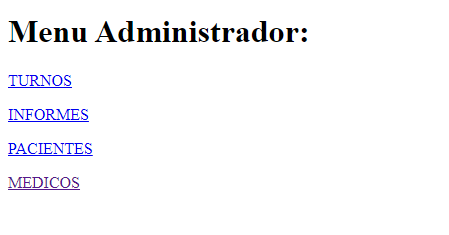 Menu Administrador:
TURNOS
INFORMES
PACIENTES
MEDICOS